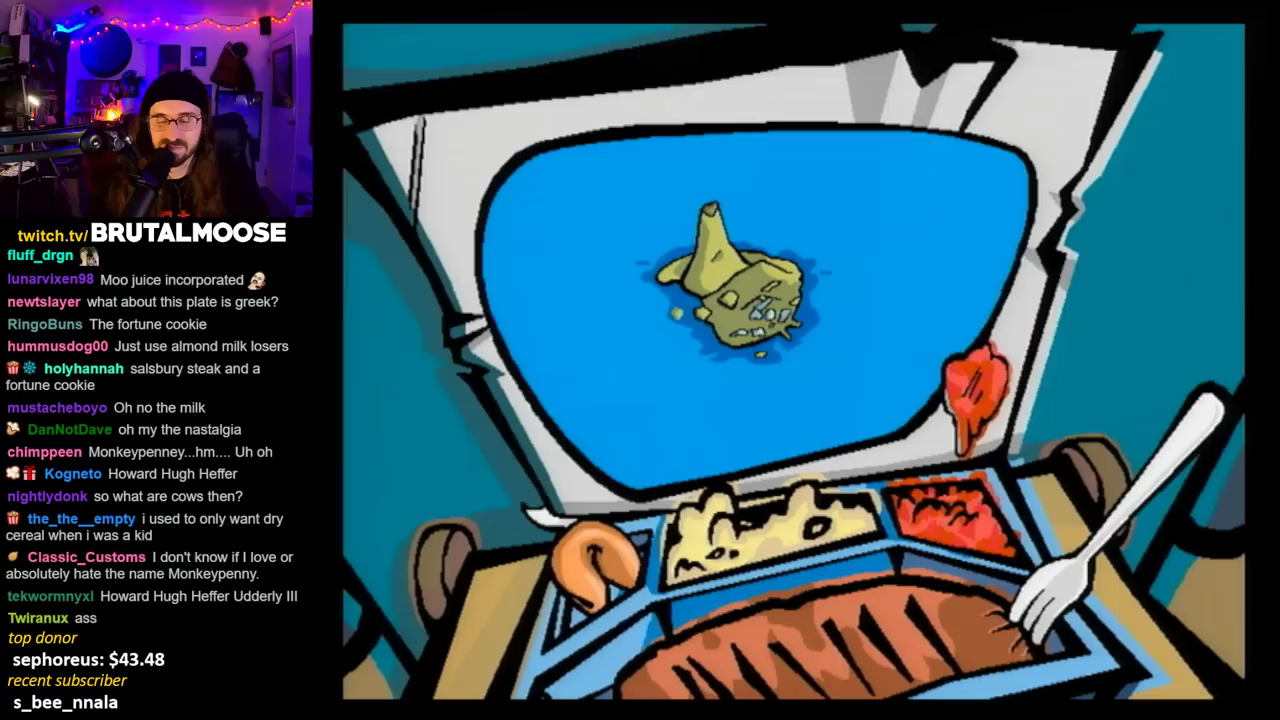 twitch.tv/BRUTALMOOSE
fluff_drgn
lunarvixen98 Moo juice incorporated
newtslayer what about this plate is greek?
RingoBuns The fortune cookie
hummusdog00 Just use almond milk losers
holyhannah salsbury steak and a
fortune cookie
mustacheboyo Oh no the milk
DanNotDave oh my the nastalgia
chimppeen Monkeypenney...hm.... Uh oh
Kogneto Howard Hugh Heffer
nightlydonk so what are cows then?
the_the__empty i used to only want dry
cereal when i was a kid
Classic_Customs I don't know if I love or
absolutely hate the name Monkeypenny.
tekwormnyxl Howard Hugh Heffer Udderly III
Twiranux ass
top donor
sephoreus: $43.48
recent subscriber
s_bee_nnala